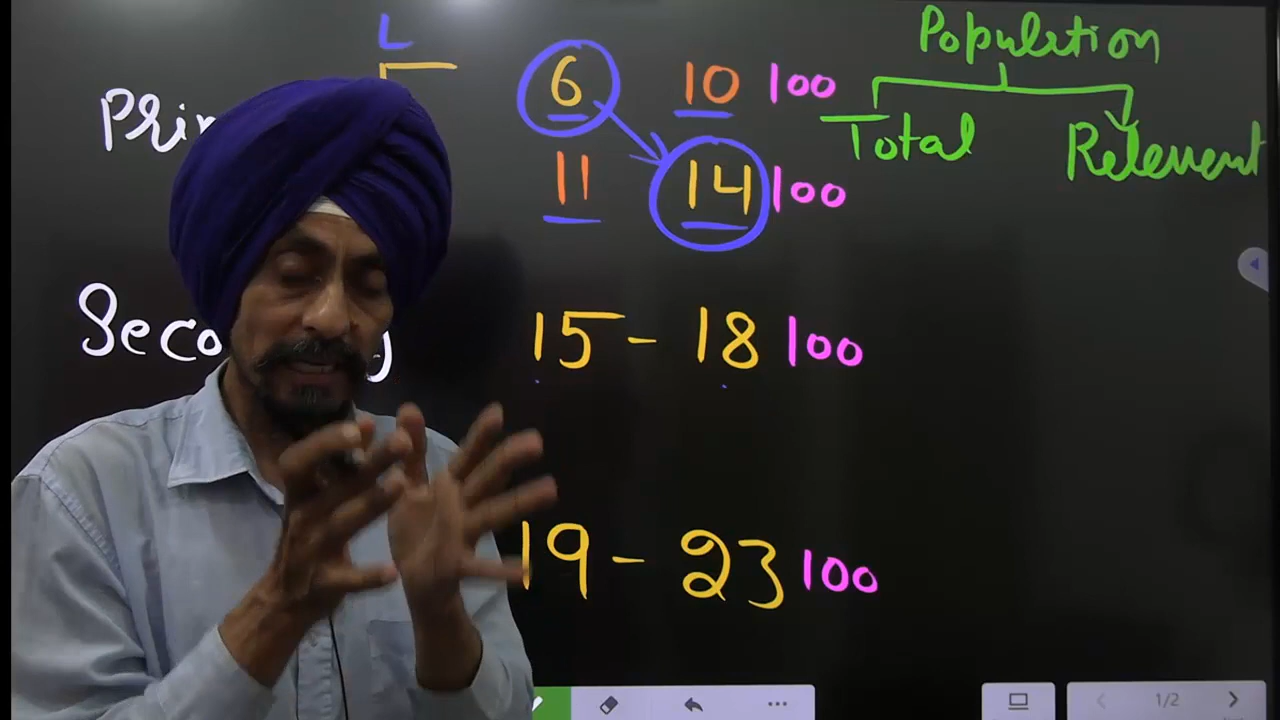 L
Population
6 10 100
Total Relevent
11 14 100
15 - 18 100
19 - 23 100
1/2